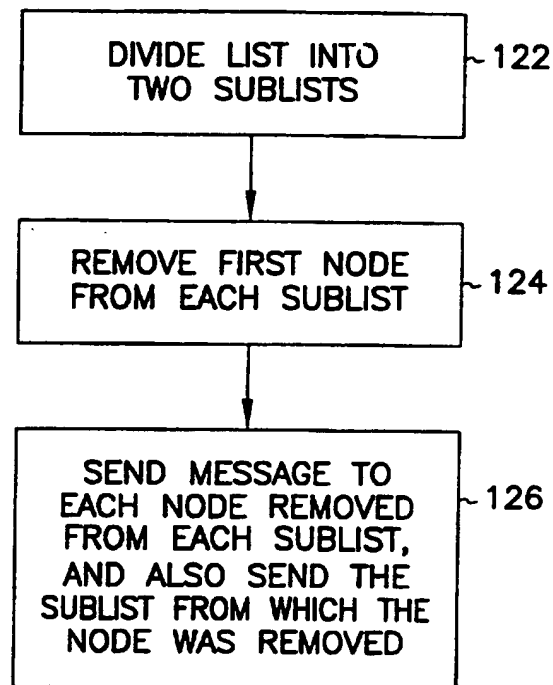 DIVIDE LIST INTO
TWO SUBLISTS
122
REMOVE FIRST NODE
FROM EACH SUBLIST
124
SEND MESSAGE TO
EACH NODE REMOVED
FROM EACH SUBLIST,
AND ALSO SEND THE
SUBLIST FROM WHICH THE
NODE WAS REMOVED
126